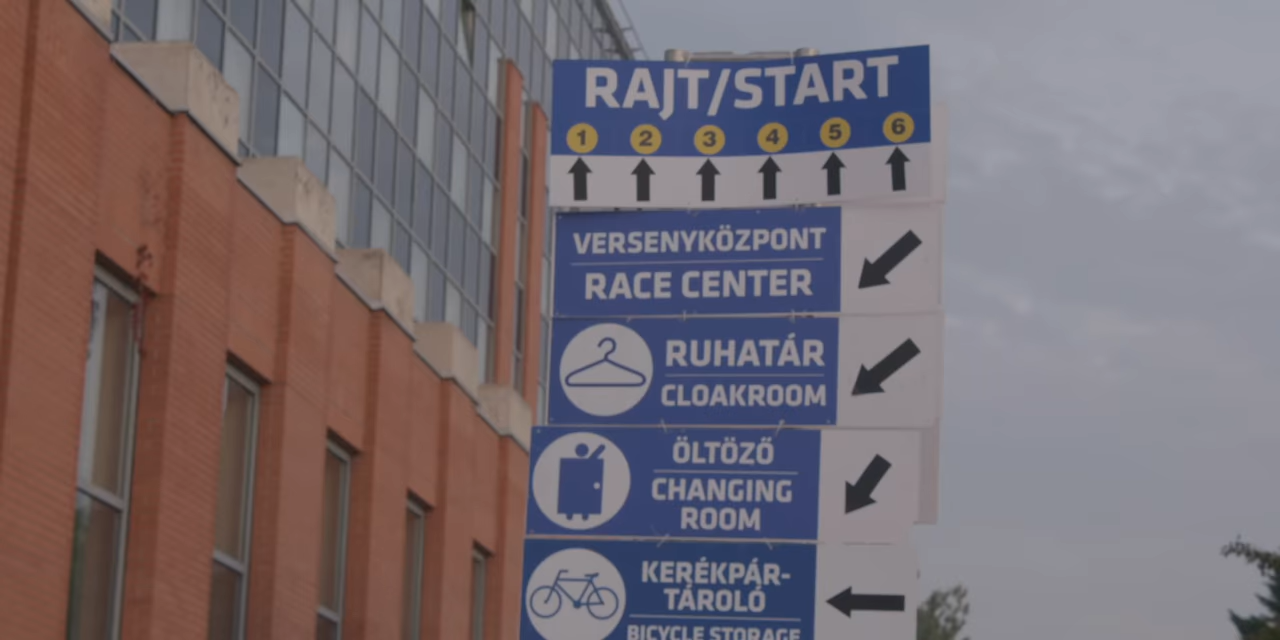 RAJT/START
1 2 3 4 5 6
VERSENYKÖZPONT
RACE CENTER
RUHATÁR
CLOAKROOM
ÖLTÖZŐ
CHANGING
ROOM
KERÉKPÁR-
TÁROLÓ
BICYCLE STORAGE